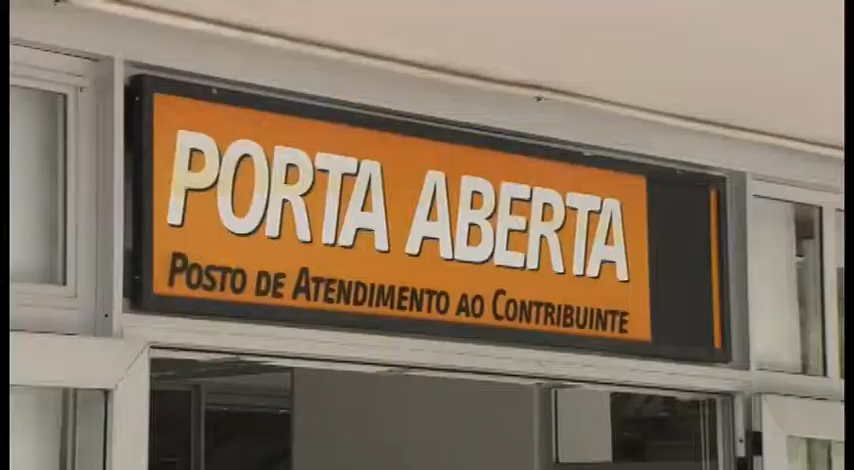 PORTA ABERTA
POSTO DE ATENDIMENTO AO CONTRIBUINTE